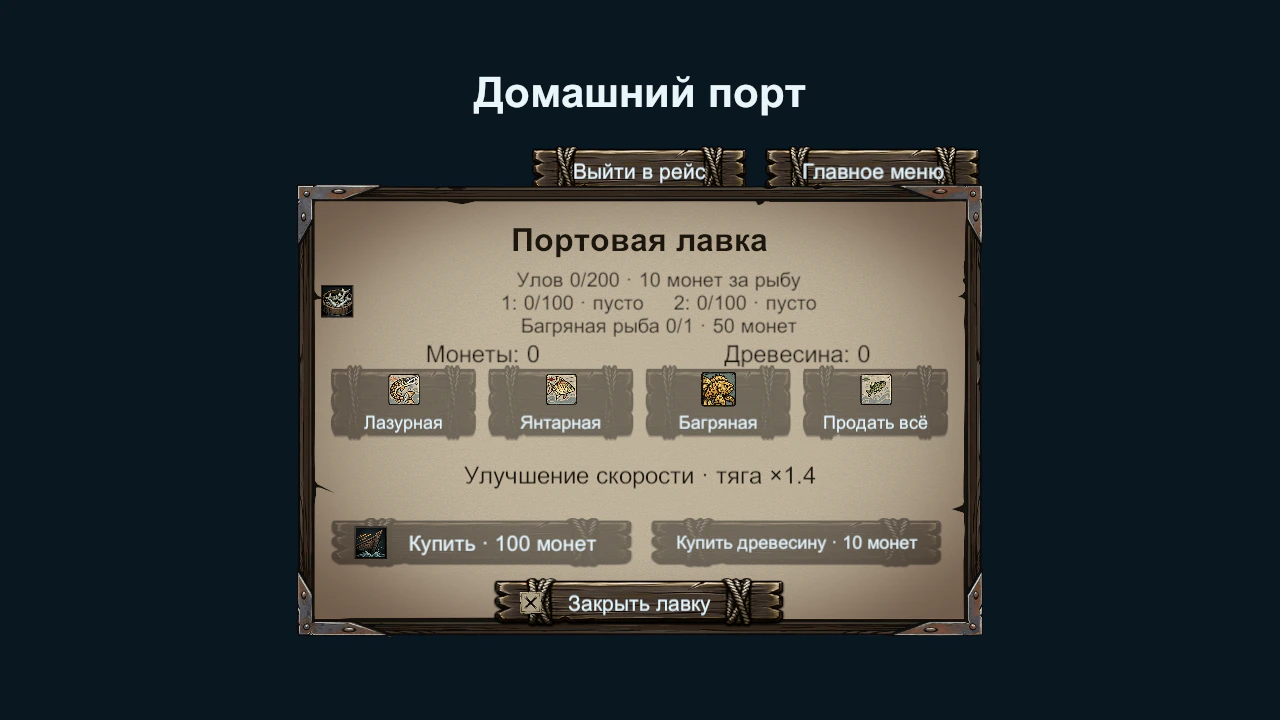 Домашний порт
Выйти в рейс
Главное меню
Портовая лавка
Улов 0/200 · 10 монет за рыбу
1: 0/100 · пусто 2: 0/100 · пусто
Багряная рыба 0/1 · 50 монет
Монеты: 0 Древесина: 0
Лазурная Янтарная Багряная Продать всё
Улучшение скорости · тяга ×1.4
Купить · 100 монет Купить древесину · 10 монет
Закрыть лавку